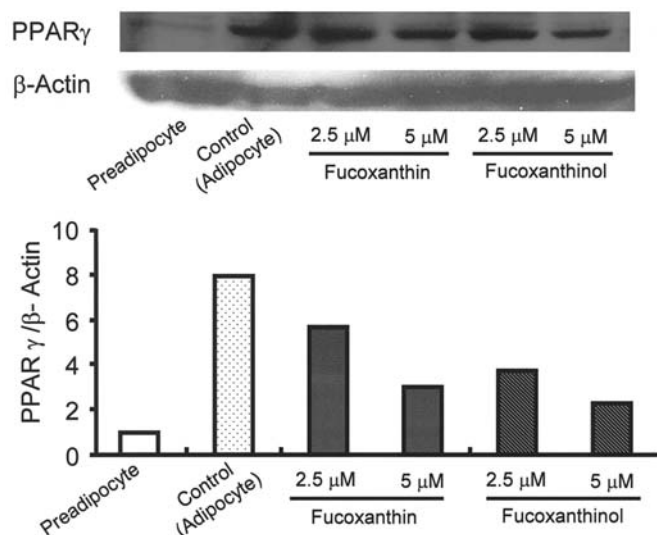 PPARγ
β-Actin
Preadipocyte
Control
(Adipocyte)
2.5 μM 5 μM 2.5 μM 5 μM
Fucoxanthin Fucoxanthinol
PPAR γ /β- Actin
10
8
6
4
2
0
Preadipocyte
Control
(Adipocyte)
2.5 μM 5 μM 2.5 μM 5 μM
Fucoxanthin Fucoxanthinol